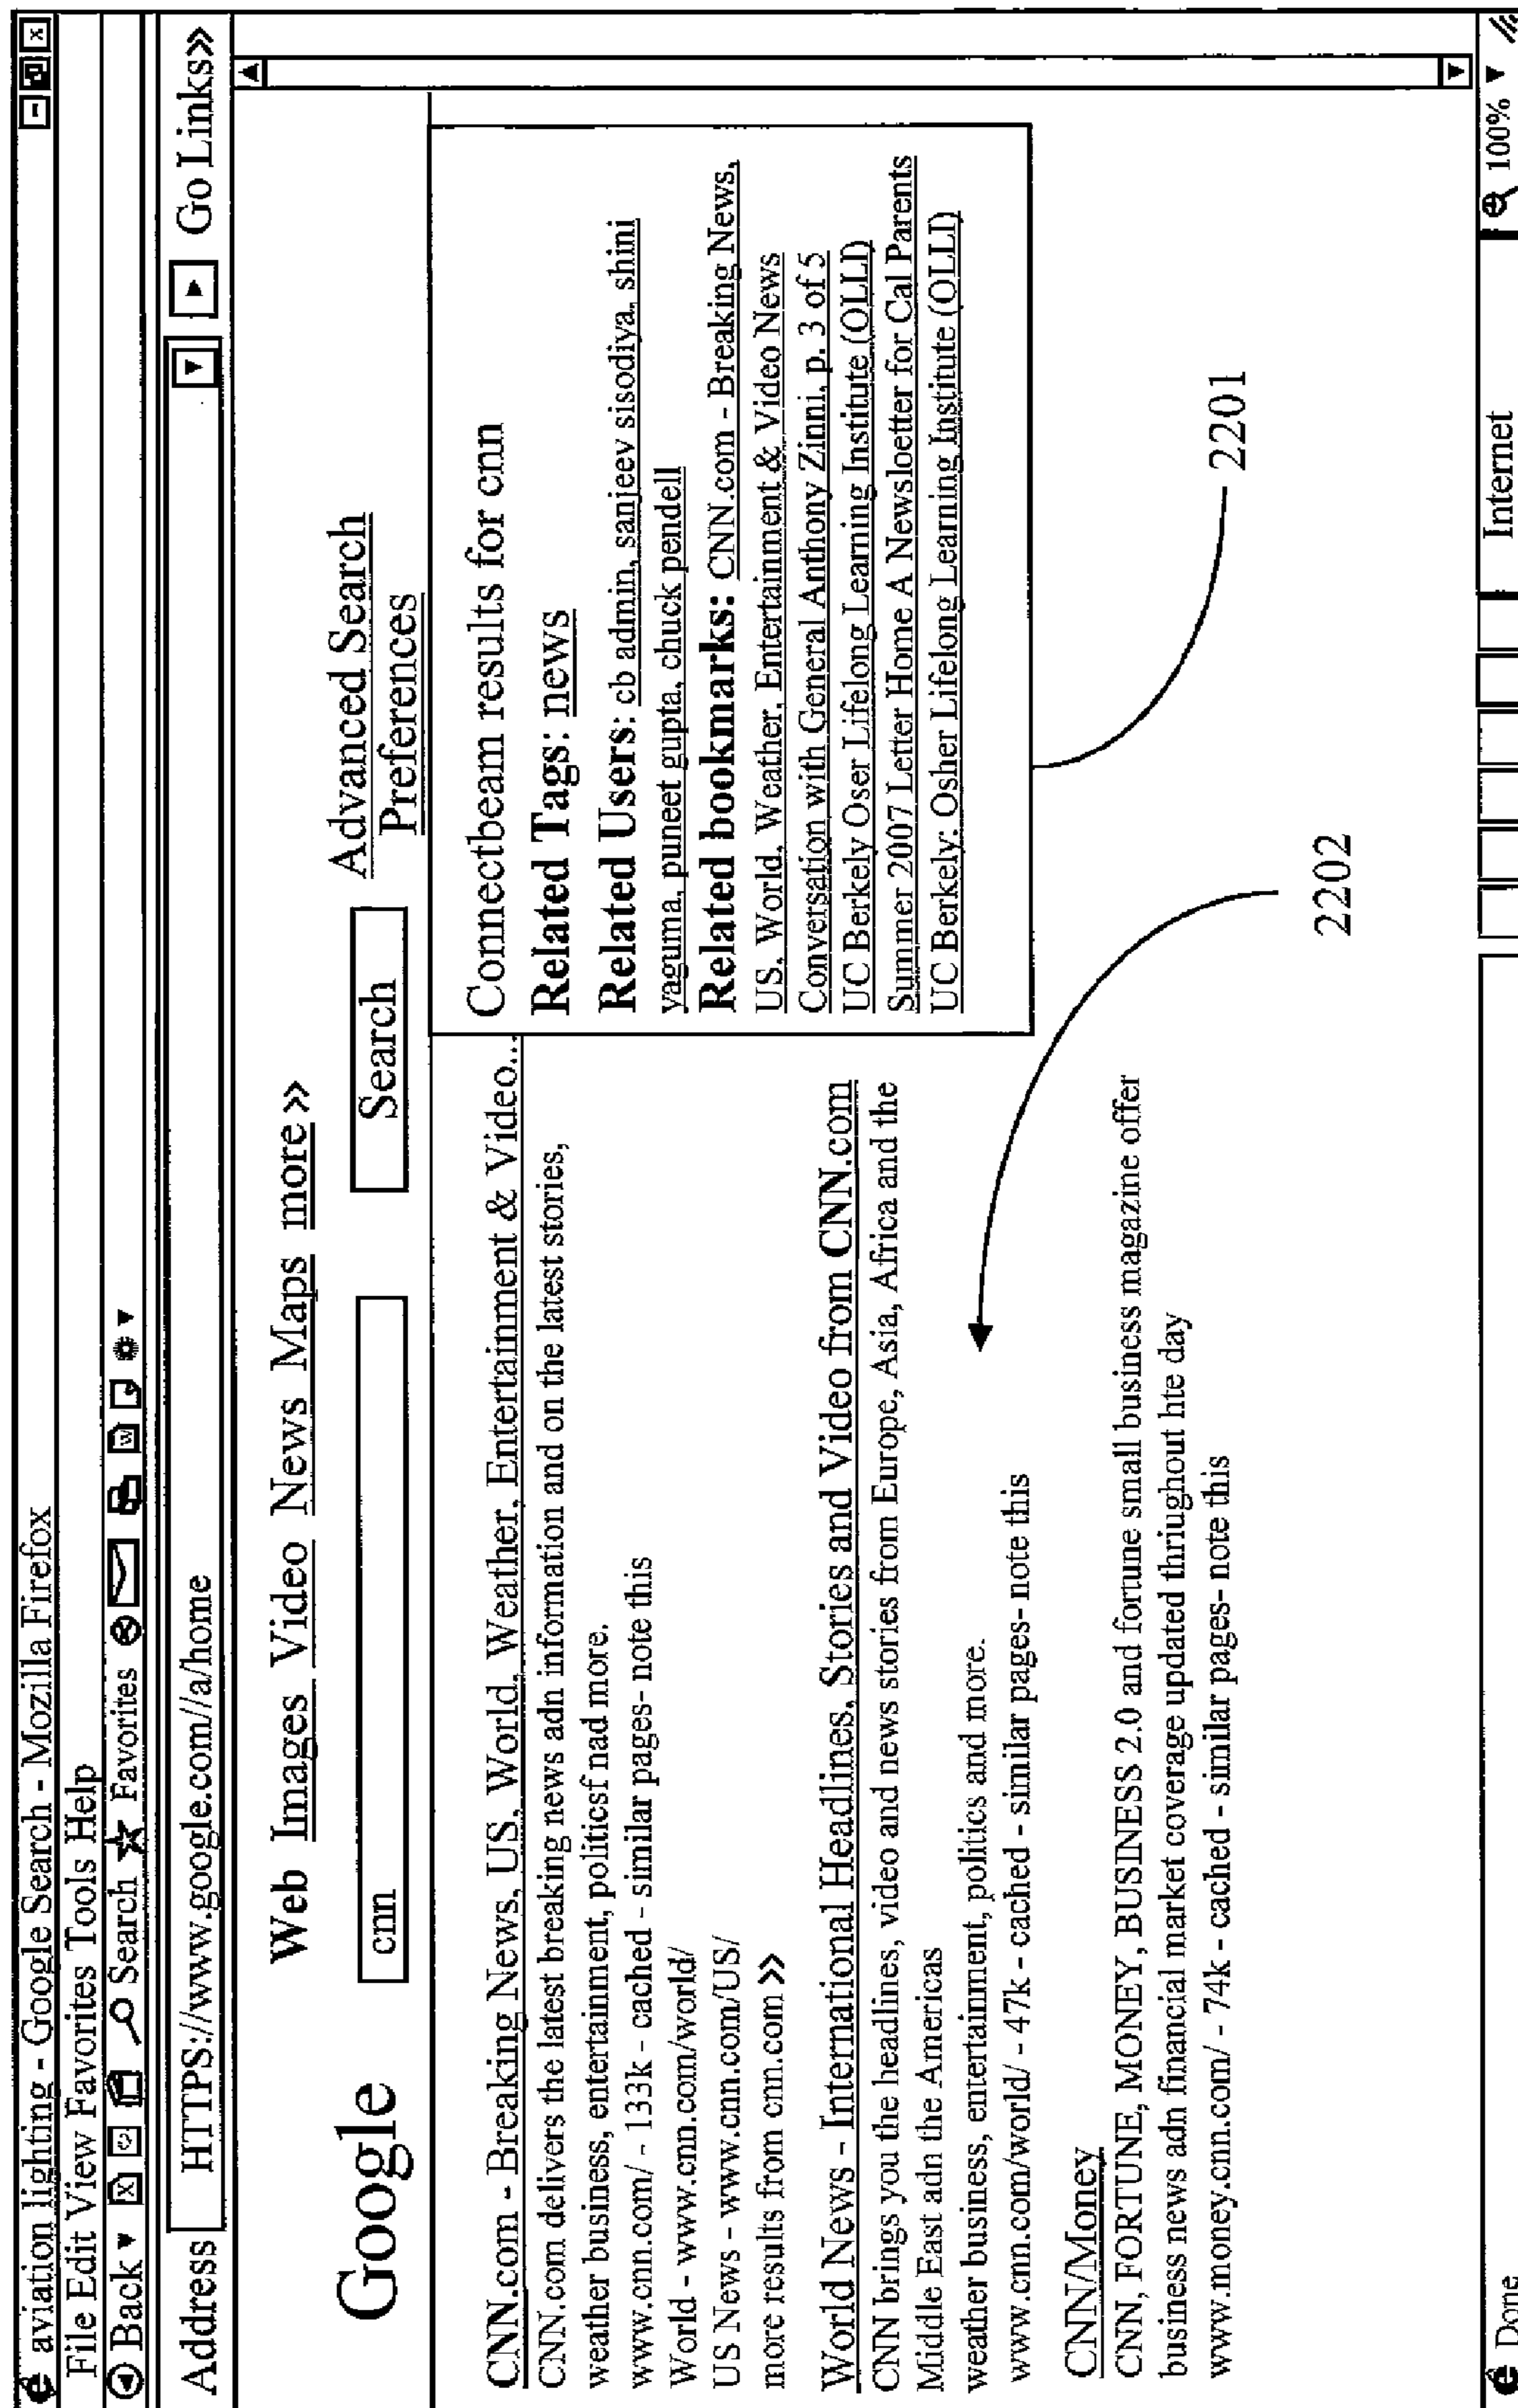 aviation lighting - Google Search - Mozilla Firefox
File Edit View Favorites Tools Help
Back Search Favorites W
Address HTTPS://www.google.com//a/home Go Links»
Web Images Video News Maps more »
Google cnn Search Advanced Search
Preferences
CNN.com - Breaking News, US, World, Weather, Entertainment & Video...
CNN.com delivers the latest breaking news adn information and on the latest stories,
weather business, entertainment, politicsf nad more.
www.cnn.com/ - 133k - cached - similar pages- note this
World - www.cnn.com/world/
US News - www.cnn.com/US/
more results from cnn.com »
World News - International Headlines, Stories and Video from CNN.com
CNN brings you the headlines, video and news stories from Europe, Asia, Africa and the
Middle East adn the Americas
weather business, entertainment, politics and more.
www.cnn.com/world/ - 47k - cached - similar pages- note this
CNN/Money
CNN, FORTUNE, MONEY, BUSINESS 2.0 and fortune small business magazine offer
business news adn financial market coverage updated thriughout hte day
www.money.cnn.com/ - 74k - cached - similar pages- note this
Connectbeam results for cnn
Related Tags: news
Related Users: cb admin, sanjeev sisodiya, shini
yaguma, puneet gupta, chuck pendell
Related bookmarks: CNN.com - Breaking News,
US, World, Weather, Entertainment & Video News
Conversation with General Anthony Zinni, p. 3 of 5
UC Berkely Oser Lifelong Learning Institute (OLLI)
Summer 2007 Letter Home A Newsloetter for Cal Parents
UC Berkely: Osher Lifelong Learning Institute (OLLI)
2201
2202
Done Internet 100%